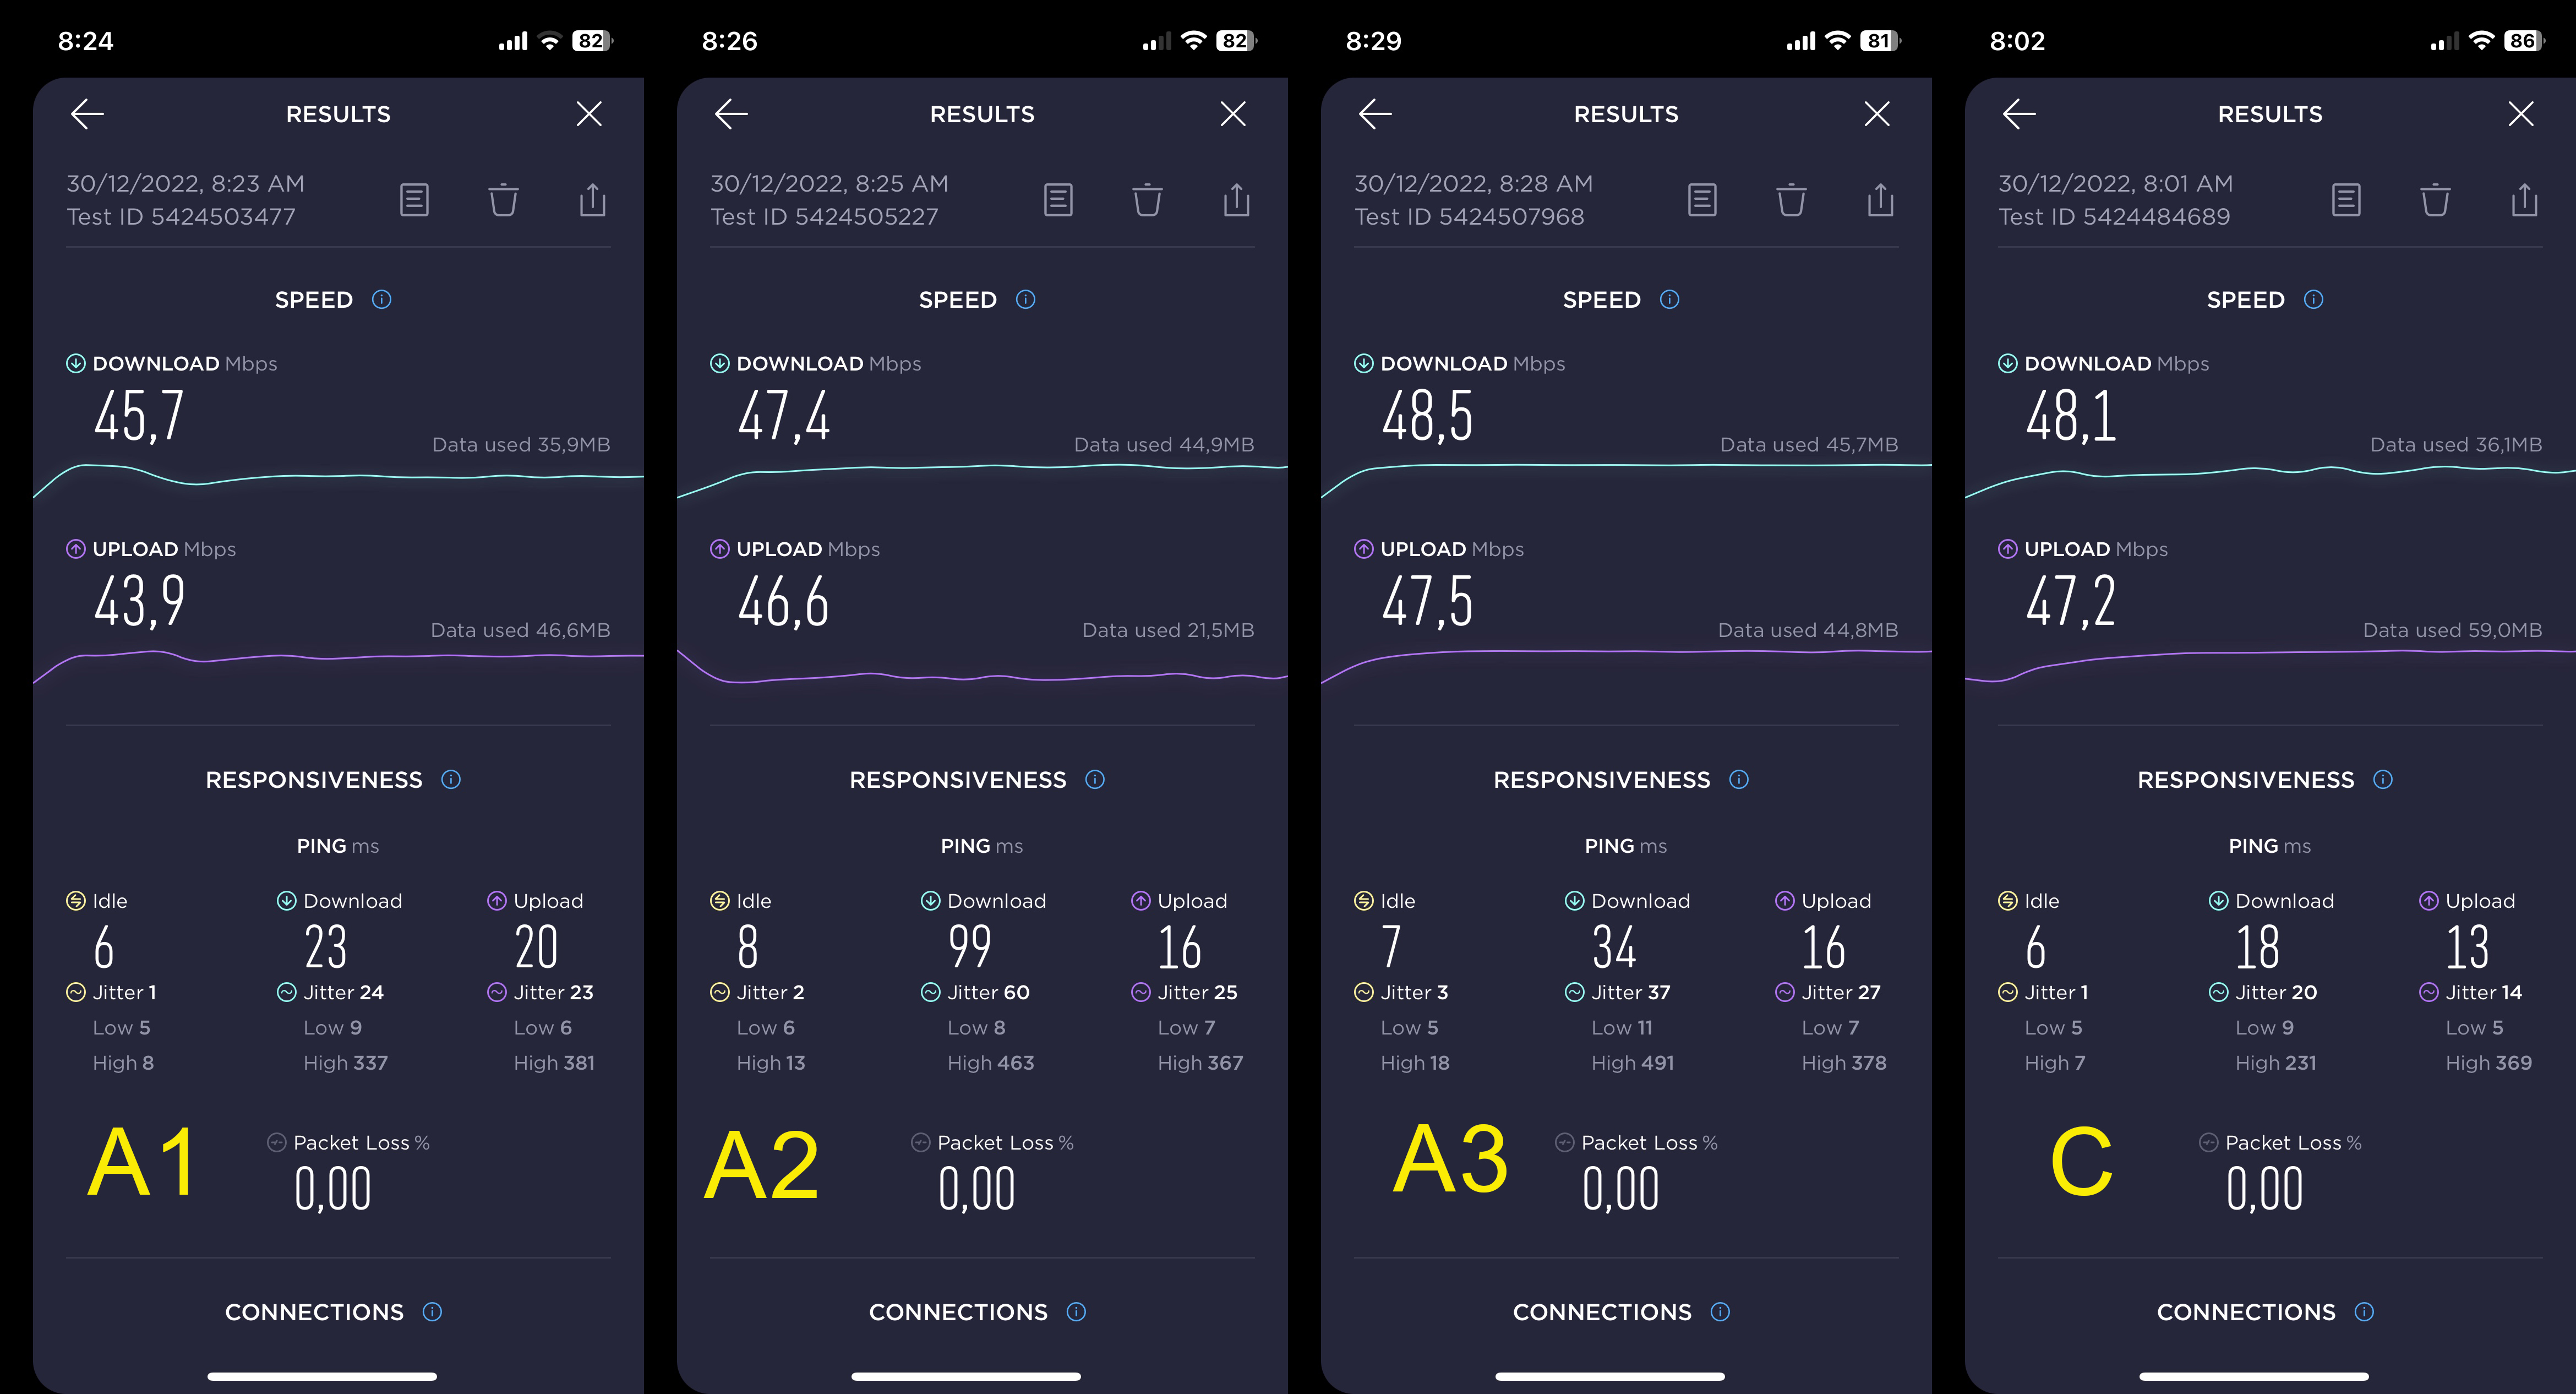 8:24
82
RESULTS
30/12/2022, 8:23 AM
Test ID 5424503477
SPEED
DOWNLOAD Mbps
45,7
Data used 35,9MB
UPLOAD Mbps
43,9
Data used 46,6MB
RESPONSIVENESS
PING ms
Idle Download Upload
6 23 20
Jitter 1 Jitter 24 Jitter 23
Low 5 Low 9 Low 6
High 8 High 337 High 381
A1
Packet Loss %
0,00
CONNECTIONS
8:26
82
RESULTS
30/12/2022, 8:25 AM
Test ID 5424505227
SPEED
DOWNLOAD Mbps
47,4
Data used 44,9MB
UPLOAD Mbps
46,6
Data used 21,5MB
RESPONSIVENESS
PING ms
Idle Download Upload
8 99 16
Jitter 2 Jitter 60 Jitter 25
Low 6 Low 8 Low 7
High 13 High 463 High 367
A2
Packet Loss %
0,00
CONNECTIONS
8:29
81
RESULTS
30/12/2022, 8:28 AM
Test ID 5424507968
SPEED
DOWNLOAD Mbps
48,5
Data used 45,7MB
UPLOAD Mbps
47,5
Data used 44,8MB
RESPONSIVENESS
PING ms
Idle Download Upload
7 34 16
Jitter 3 Jitter 37 Jitter 27
Low 5 Low 11 Low 7
High 18 High 491 High 378
A3
Packet Loss %
0,00
CONNECTIONS
8:02
86
RESULTS
30/12/2022, 8:01 AM
Test ID 5424484689
SPEED
DOWNLOAD Mbps
48,1
Data used 36,1MB
UPLOAD Mbps
47,2
Data used 59,0MB
RESPONSIVENESS
PING ms
Idle Download Upload
6 18 13
Jitter 1 Jitter 20 Jitter 14
Low 5 Low 9 Low 5
High 7 High 231 High 369
C
Packet Loss %
0,00
CONNECTIONS